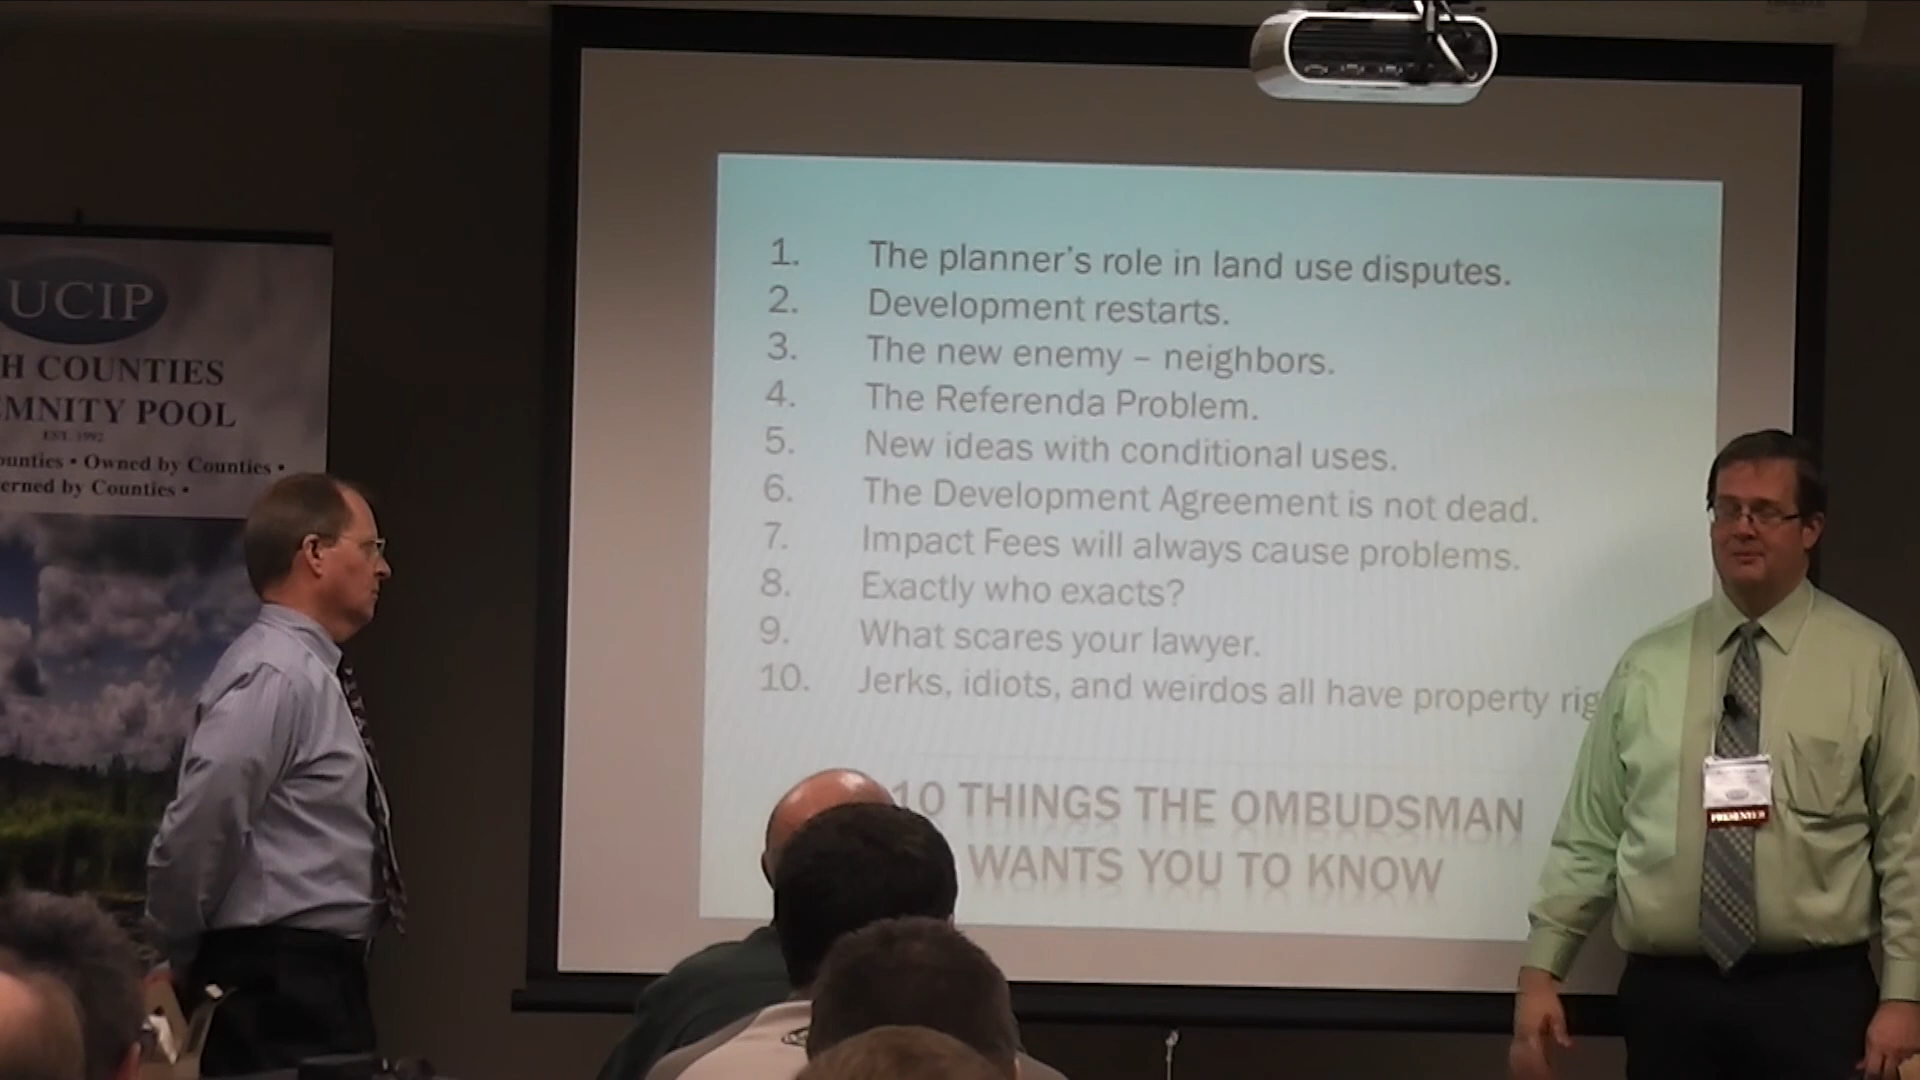 UCIP
H COUNTIES
EMNITY POOL
EST. 1992
ounties • Owned by Counties •
erned by Counties •
1. The planner's role in land use disputes.
2. Development restarts.
3. The new enemy – neighbors.
4. The Referenda Problem.
5. New ideas with conditional uses.
6. The Development Agreement is not dead.
7. Impact Fees will always cause problems.
8. Exactly who exacts?
9. What scares your lawyer.
10. Jerks, idiots, and weirdos all have property rig
10 THINGS THE OMBUDSMAN
WANTS YOU TO KNOW
PRESENTER